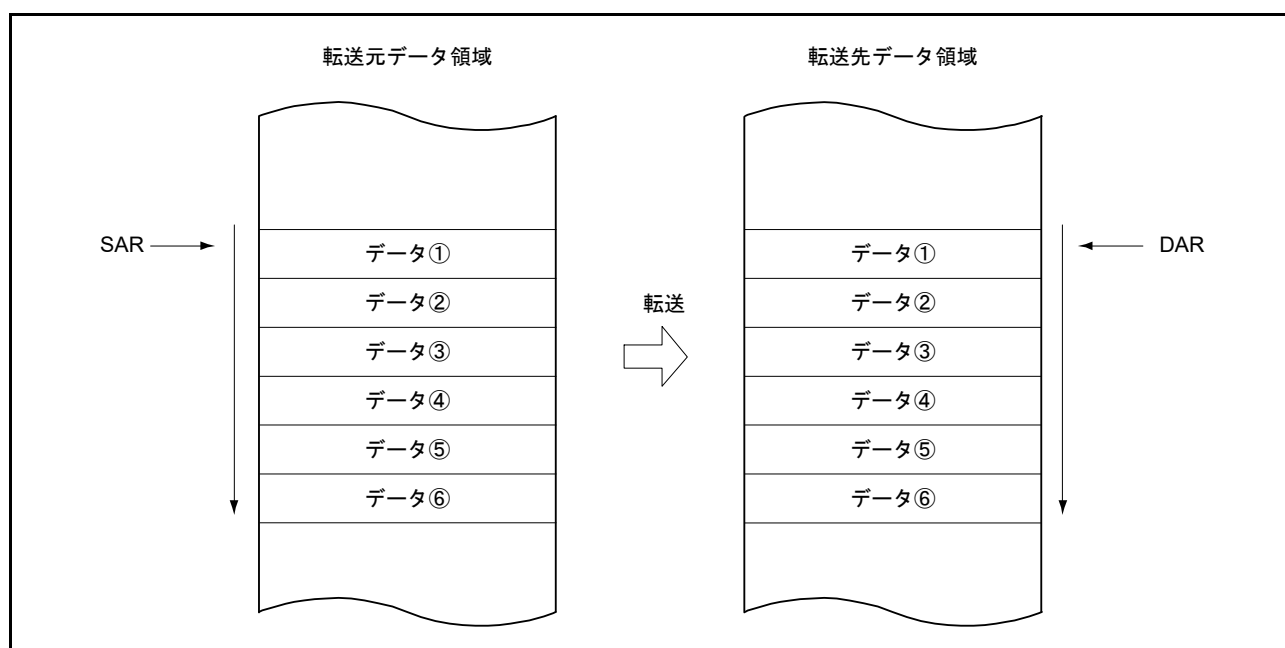 転送元データ領域 転送先データ領域
SAR データ① データ① DAR
データ② データ②
転送
データ③ データ③
データ④ データ④
データ⑤ データ⑤
データ⑥ データ⑥